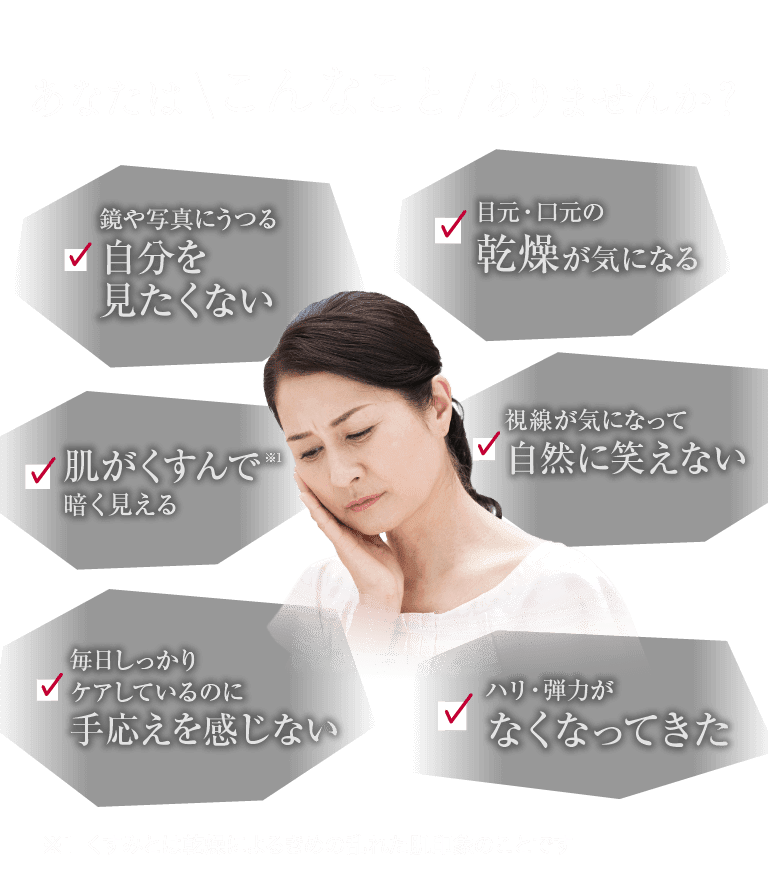 あなたは\こんなこと/ありませんか?
鏡や写真にうつる
自分を
見たくない
目元・口元の
乾燥が気になる
肌がくすんで※1
暗く見える
視線が気になって
自然に笑えない
毎日しっかり
ケアしているのに
手応えを感じない
ハリ・弾力が
なくなってきた